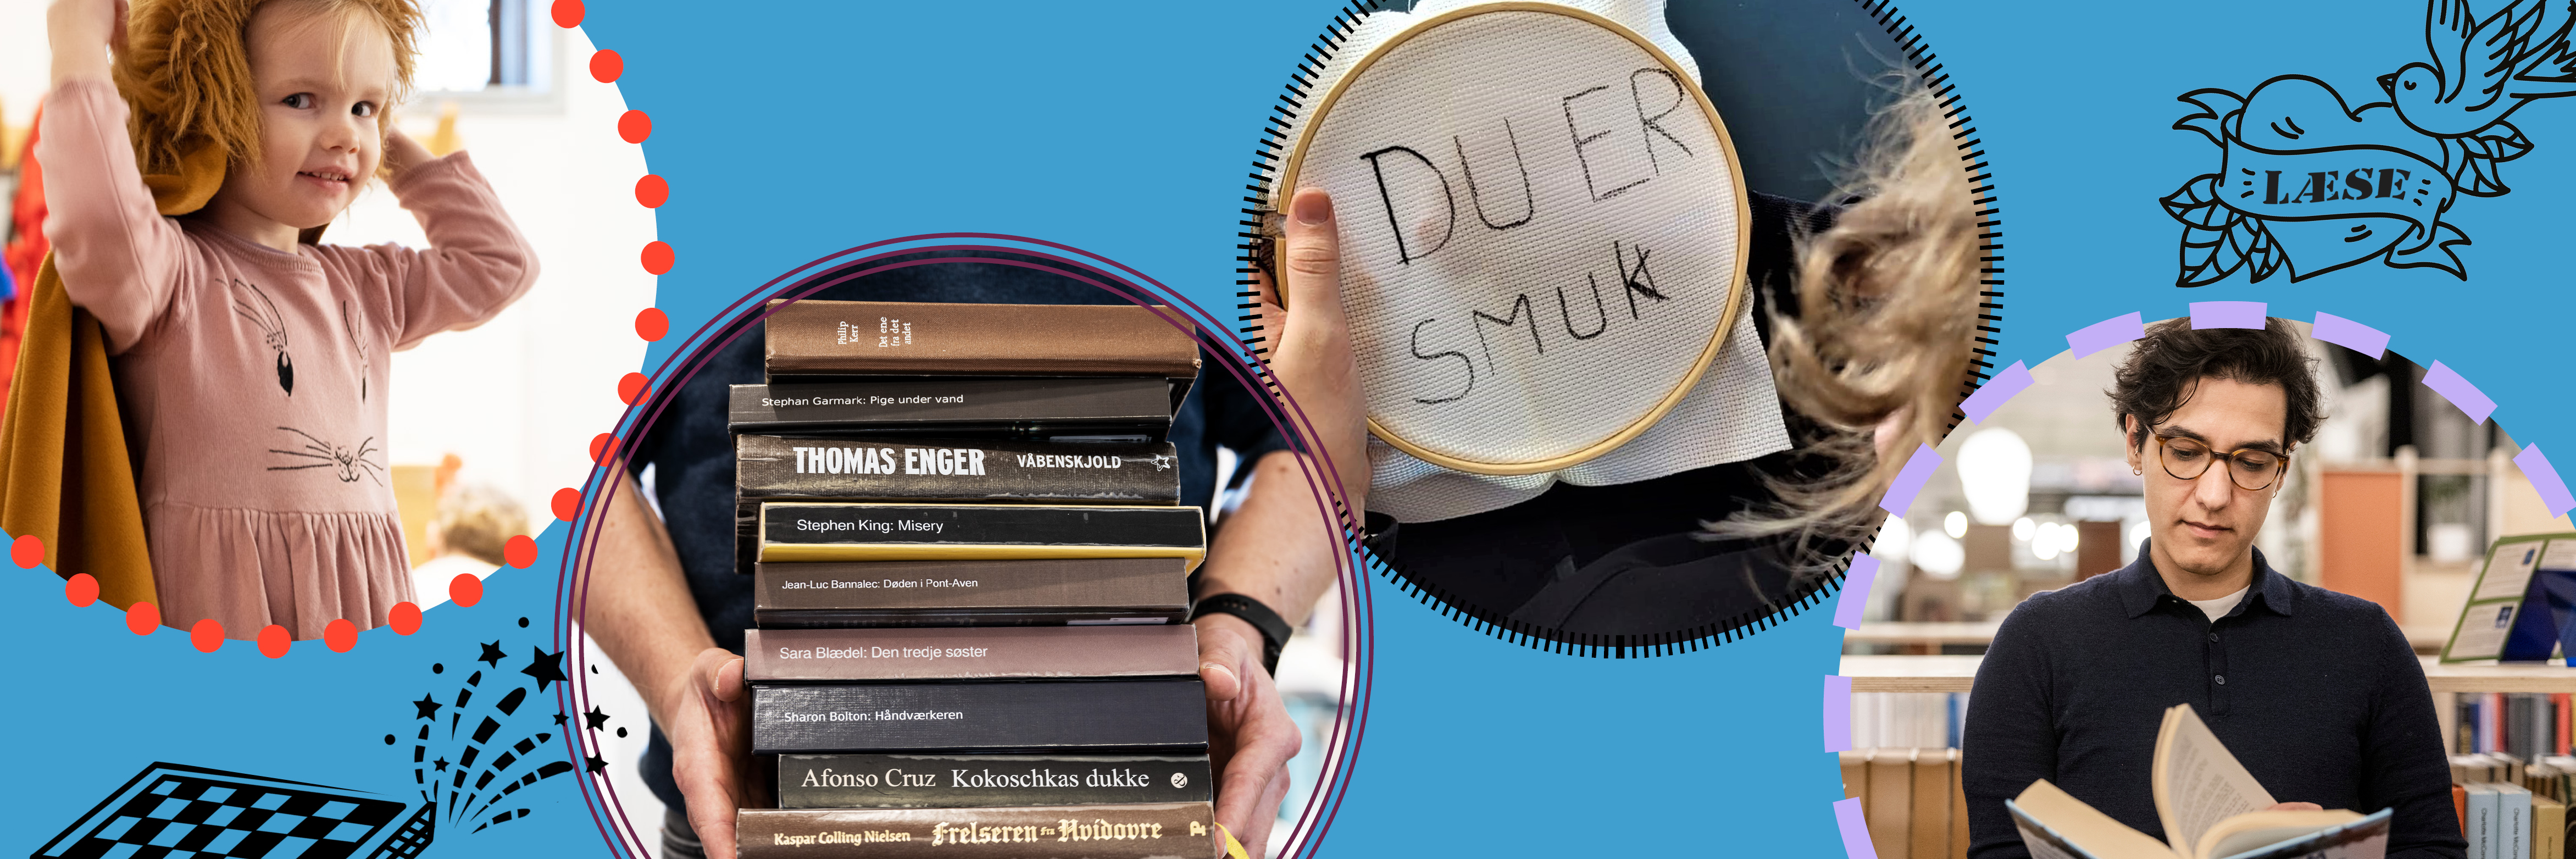 Philip
Kerr
Det ene
fra det
andet
Stephan Garmark: Pige under vand
THOMAS ENGER VÅBENSKJOLD
Stephen King: Misery
Jean-Luc Bannalec: Døden i Pont-Aven
Sara Blædel: Den tredje søster
Sharon Bolton: Håndværkeren
Afonso Cruz Kokoschkas dukke
Kaspar Colling Nielsen Frelseren fra Hvidovre
DU ER
SMUK
LÆSE